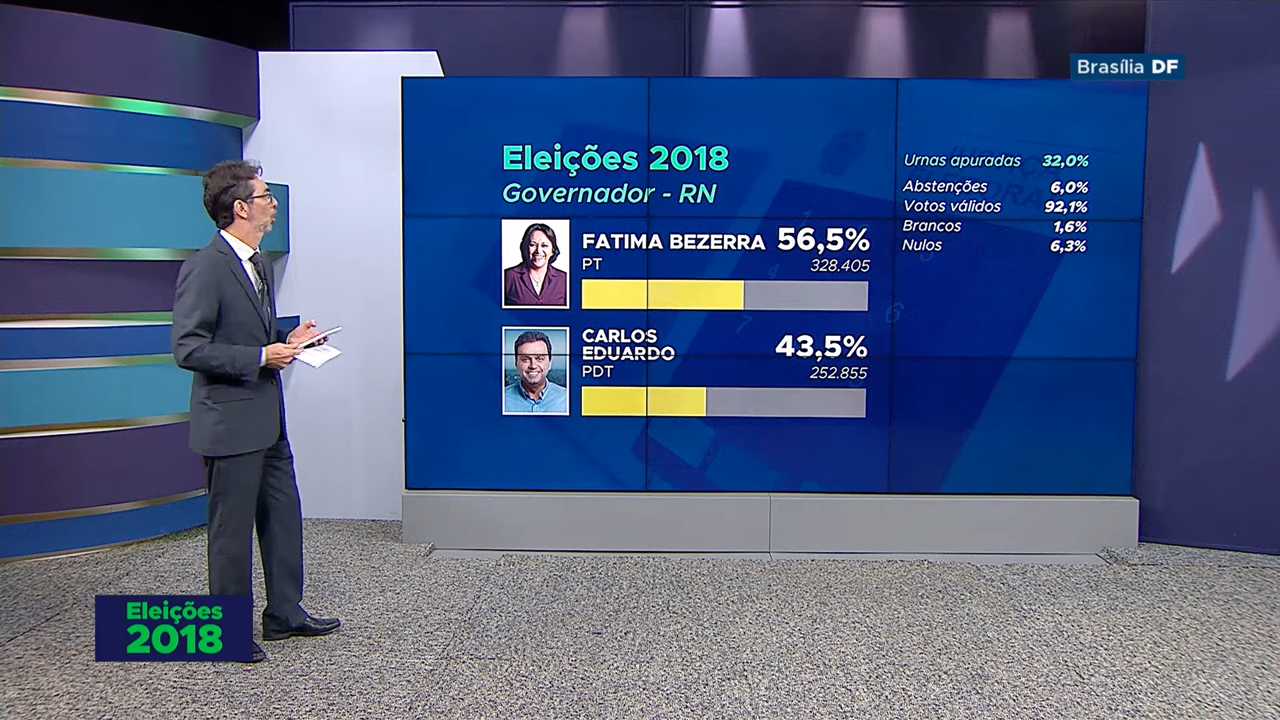 Brasília DF
Eleições 2018
Governador - RN
FATIMA BEZERRA 56,5%
PT 328.405
CARLOS
EDUARDO 43,5%
PDT 252.855
Urnas apuradas 32,0%
Abstenções 6,0%
Votos válidos 92,1%
Brancos 1,6%
Nulos 6,3%
Eleições
2018